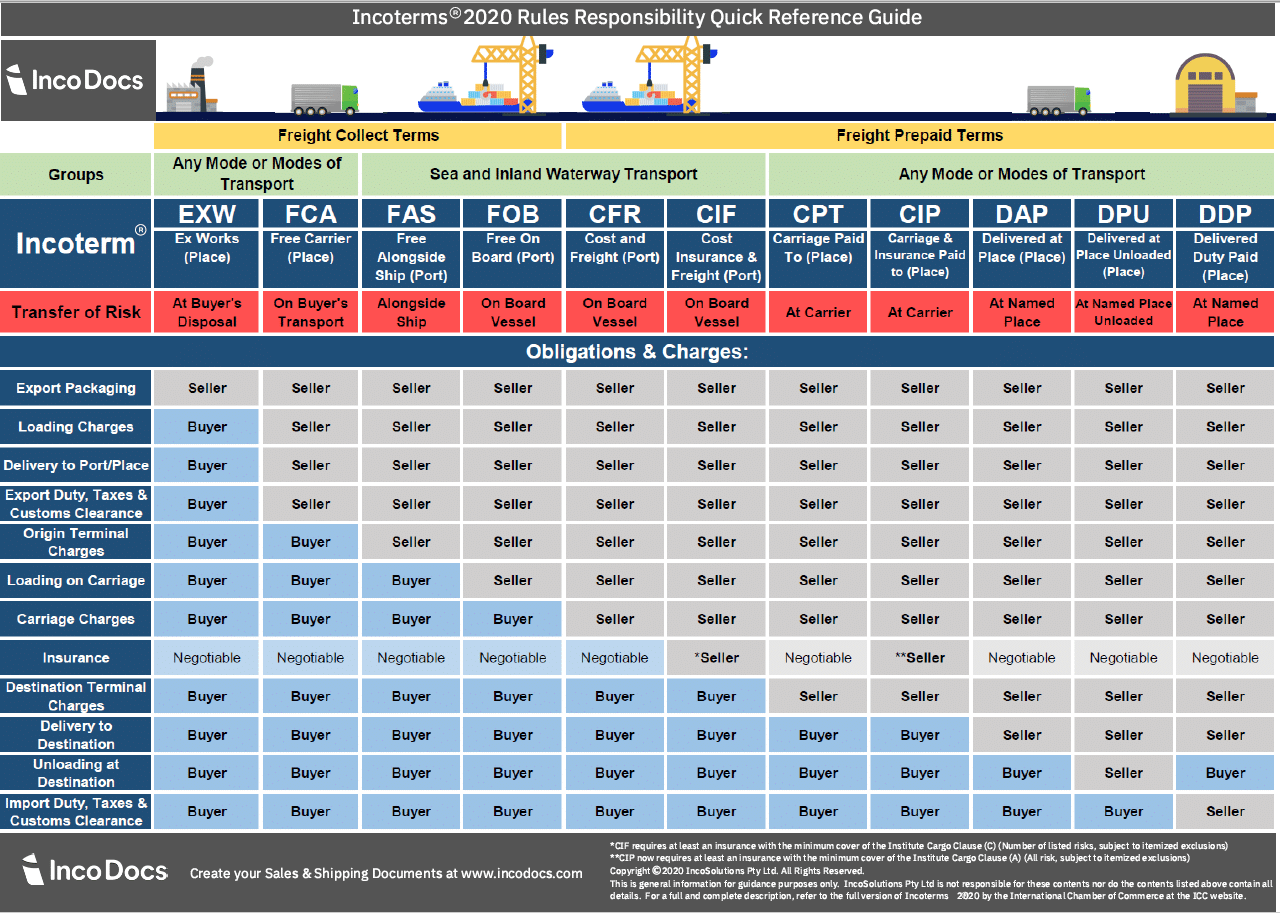 Incoterms® 2020 Rules Responsibility Quick Reference Guide
Inco Docs
Freight Collect Terms Freight Prepaid Terms
Groups Any Mode or Modes of Transport Sea and Inland Waterway Transport Any Mode or Modes of Transport
Incoterm® EXW FCA FAS FOB CFR CIF CPT CIP DAP DPU DDP
Ex Works (Place) Free Carrier (Place) Free Alongside Ship (Port) Free On Board (Port) Cost and Freight (Port) Cost Insurance & Freight (Port) Carriage Paid To (Place) Carriage & Insurance Paid to (Place) Delivered at Place (Place) Delivered at Place Unloaded (Place) Delivered Duty Paid (Place)
Transfer of Risk At Buyer's Disposal On Buyer's Transport Alongside Ship On Board Vessel On Board Vessel On Board Vessel At Carrier At Carrier At Named Place At Named Place Unloaded At Named Place
Obligations & Charges:
Export Packaging Seller Seller Seller Seller Seller Seller Seller Seller Seller Seller Seller
Loading Charges Buyer Seller Seller Seller Seller Seller Seller Seller Seller Seller Seller
Delivery to Port/Place Buyer Seller Seller Seller Seller Seller Seller Seller Seller Seller Seller
Export Duty, Taxes & Customs Clearance Buyer Seller Seller Seller Seller Seller Seller Seller Seller Seller Seller
Origin Terminal Charges Buyer Buyer Seller Seller Seller Seller Seller Seller Seller Seller Seller
Loading on Carriage Buyer Buyer Buyer Seller Seller Seller Seller Seller Seller Seller Seller
Carriage Charges Buyer Buyer Buyer Buyer Seller Seller Seller Seller Seller Seller Seller
Insurance Negotiable Negotiable Negotiable Negotiable Negotiable *Seller Negotiable **Seller Negotiable Negotiable Negotiable
Destination Terminal Charges Buyer Buyer Buyer Buyer Buyer Buyer Seller Seller Seller Seller Seller
Delivery to Destination Buyer Buyer Buyer Buyer Buyer Buyer Buyer Buyer Seller Seller Seller
Unloading at Destination Buyer Buyer Buyer Buyer Buyer Buyer Buyer Buyer Buyer Seller Buyer
Import Duty, Taxes & Customs Clearance Buyer Buyer Buyer Buyer Buyer Buyer Buyer Buyer Buyer Buyer Seller
Inco Docs
Create your Sales & Shipping Documents at www.incodocs.com
*CIF requires at least an insurance with the minimum cover of the Institute Cargo Clause (C) (Number of listed risks, subject to itemized exclusions)
**CIP now requires at least an insurance with the minimum cover of the Institute Cargo Clause (A) (All risk, subject to itemized exclusions)
Copyright © 2020 IncoSolutions Pty Ltd. All Rights Reserved.
This is general information for guidance purposes only. IncoSolutions Pty Ltd is not responsible for these contents nor do the contents listed above contain all
details. For a full and complete description, refer to the full version of Incoterms 2020 by the International Chamber of Commerce at the ICC website.